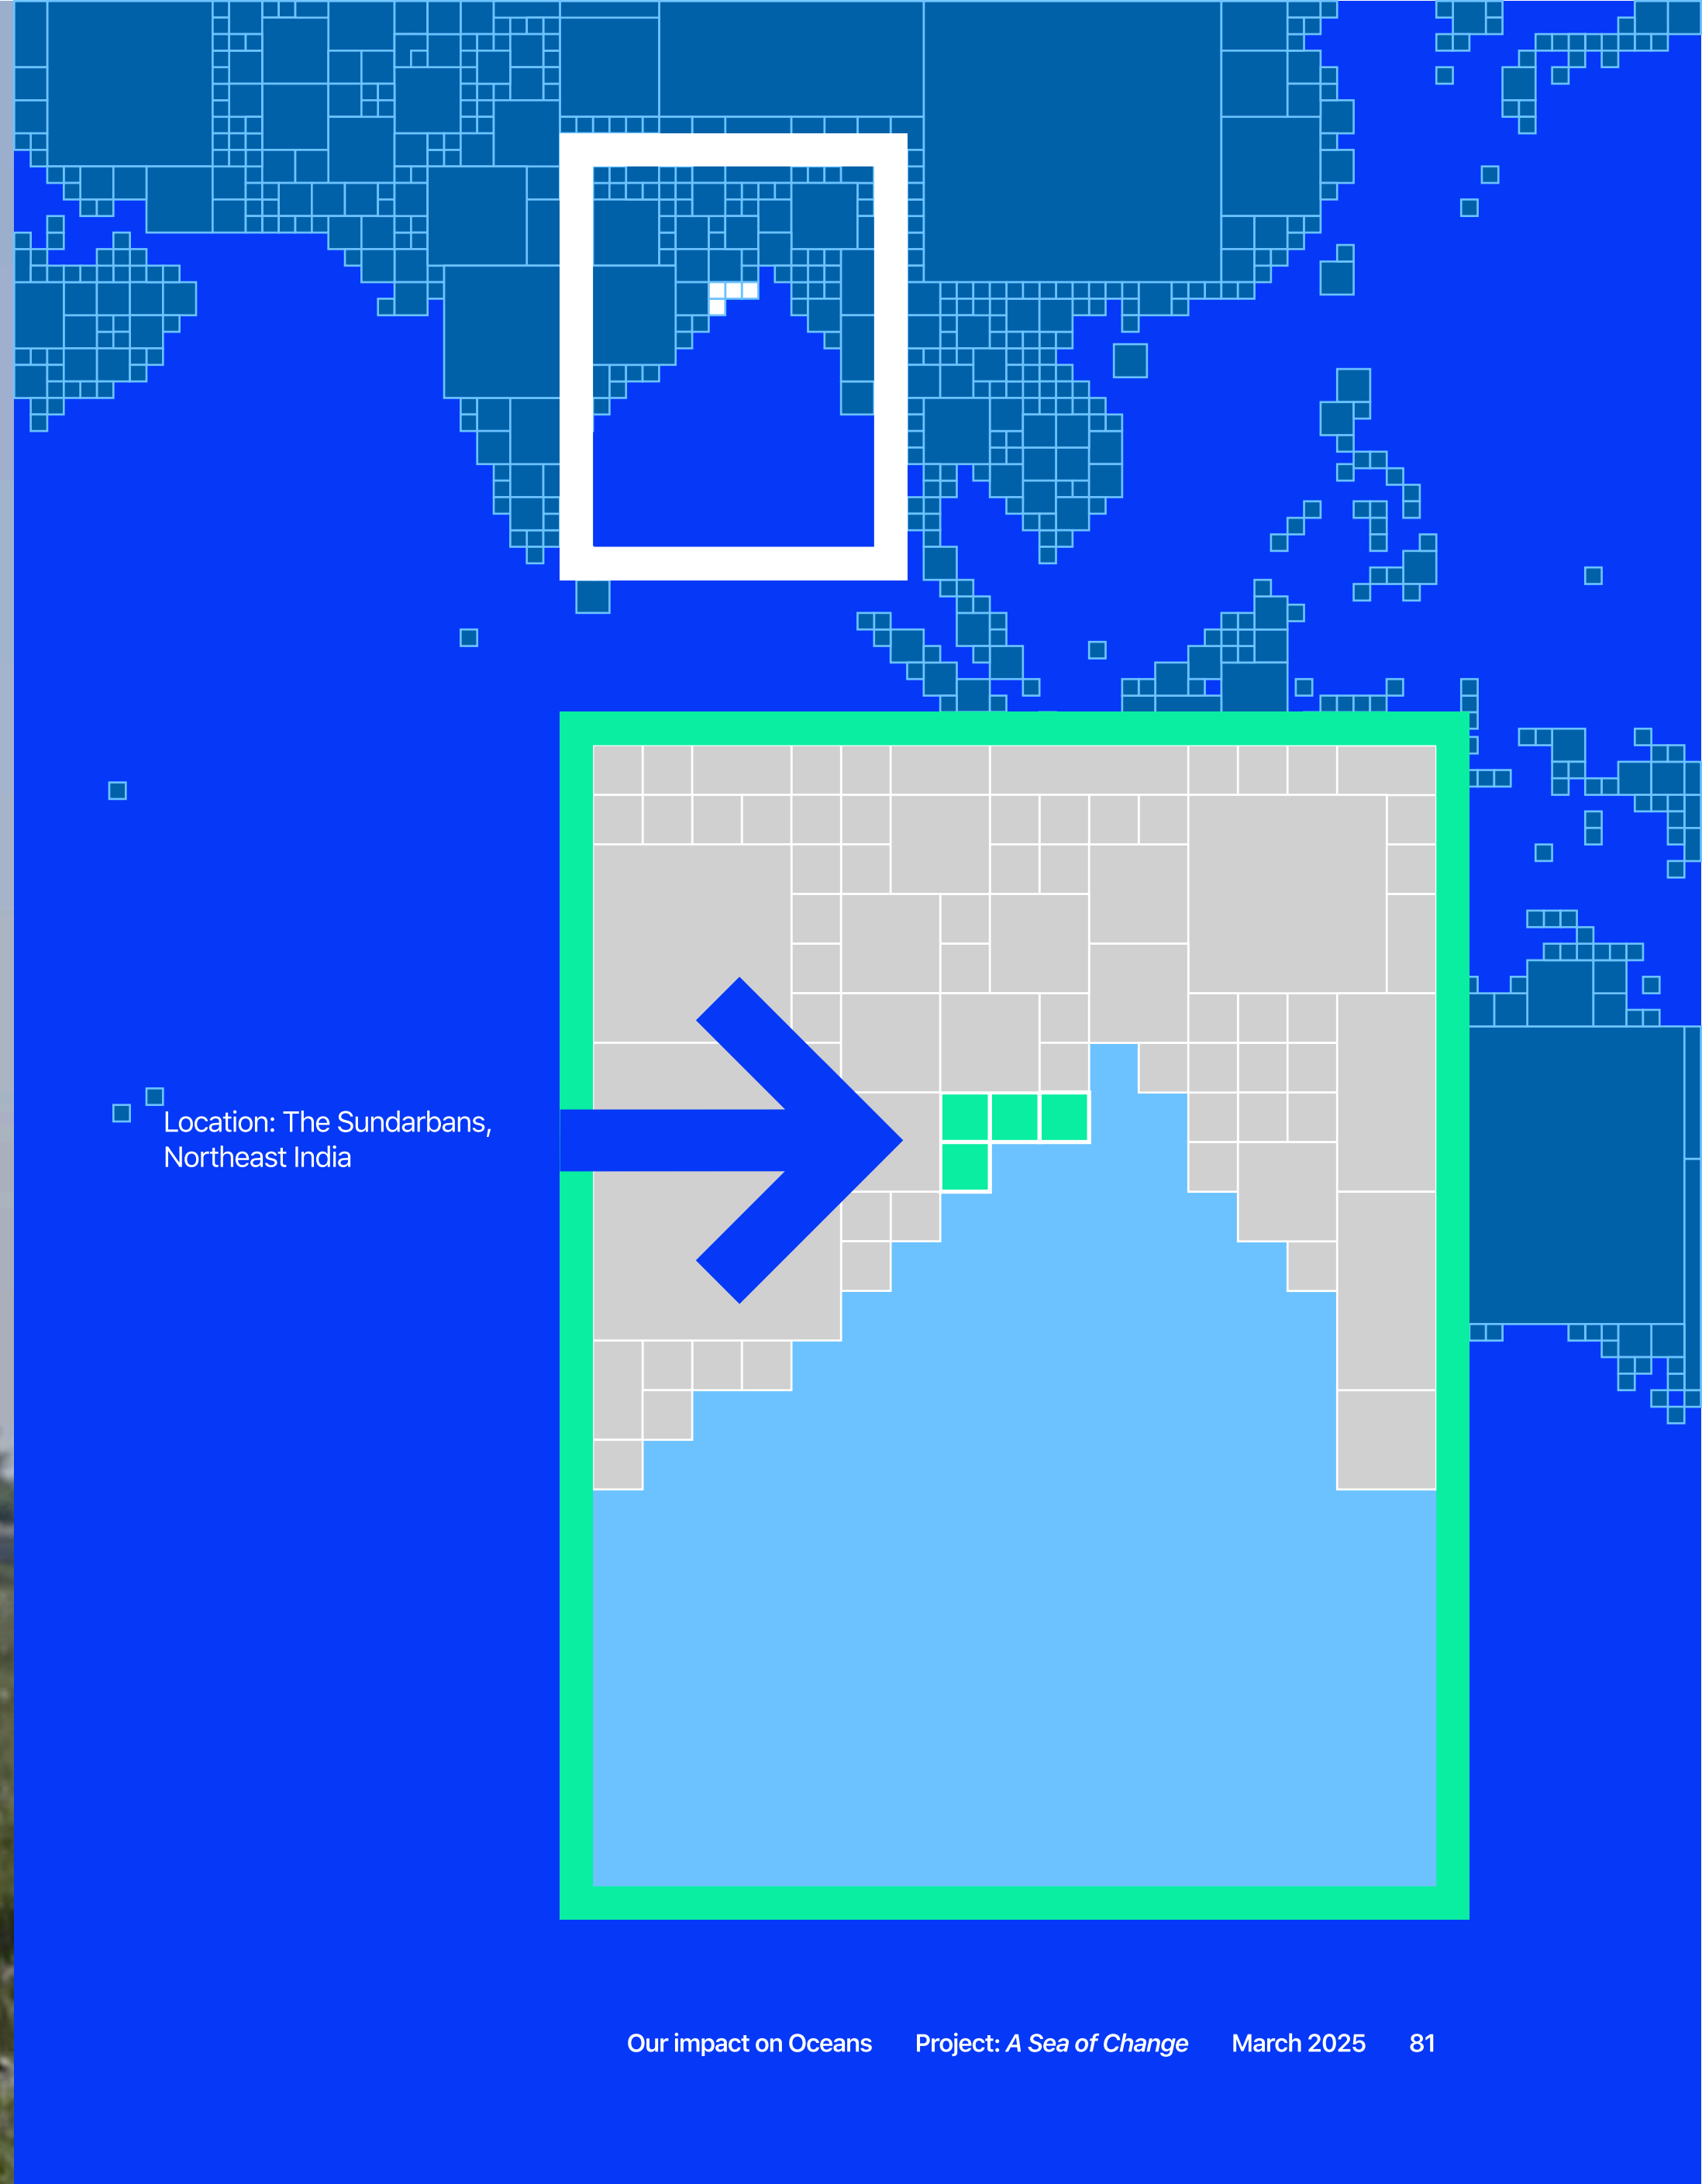 Location: The Sundarbans,
Northeast India
Our impact on Oceans Project: A Sea of Change March 2025 81